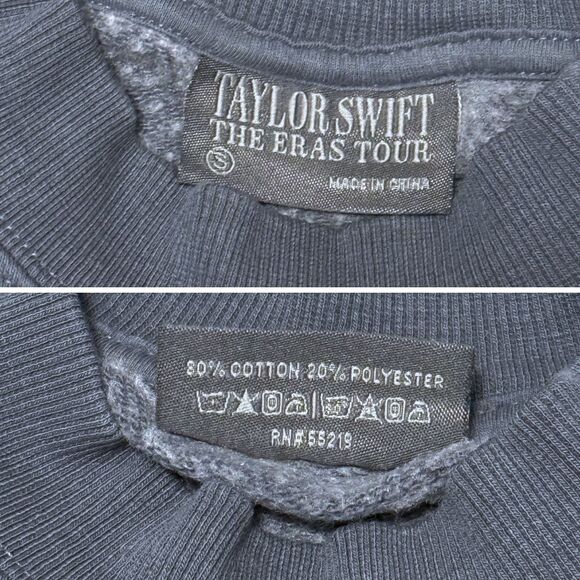 TAYLOR SWIFT
THE ERAS TOUR
S
MADE IN CHINA
80% COTTON 20% POLYESTER
RN# 55219